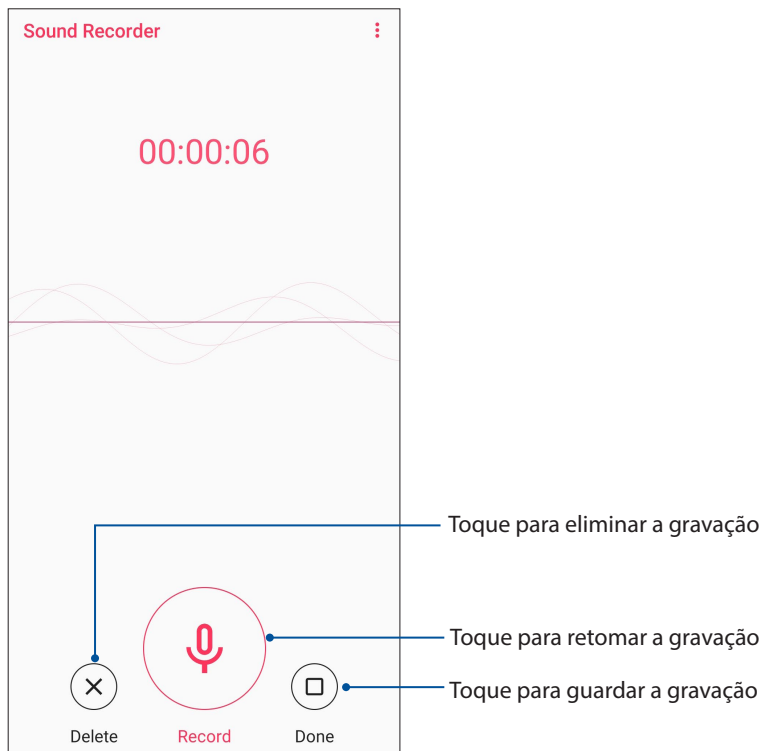 Sound Recorder
00:00:06
Toque para eliminar a gravação
Toque para retomar a gravação
Toque para guardar a gravação
Delete
Record
Done